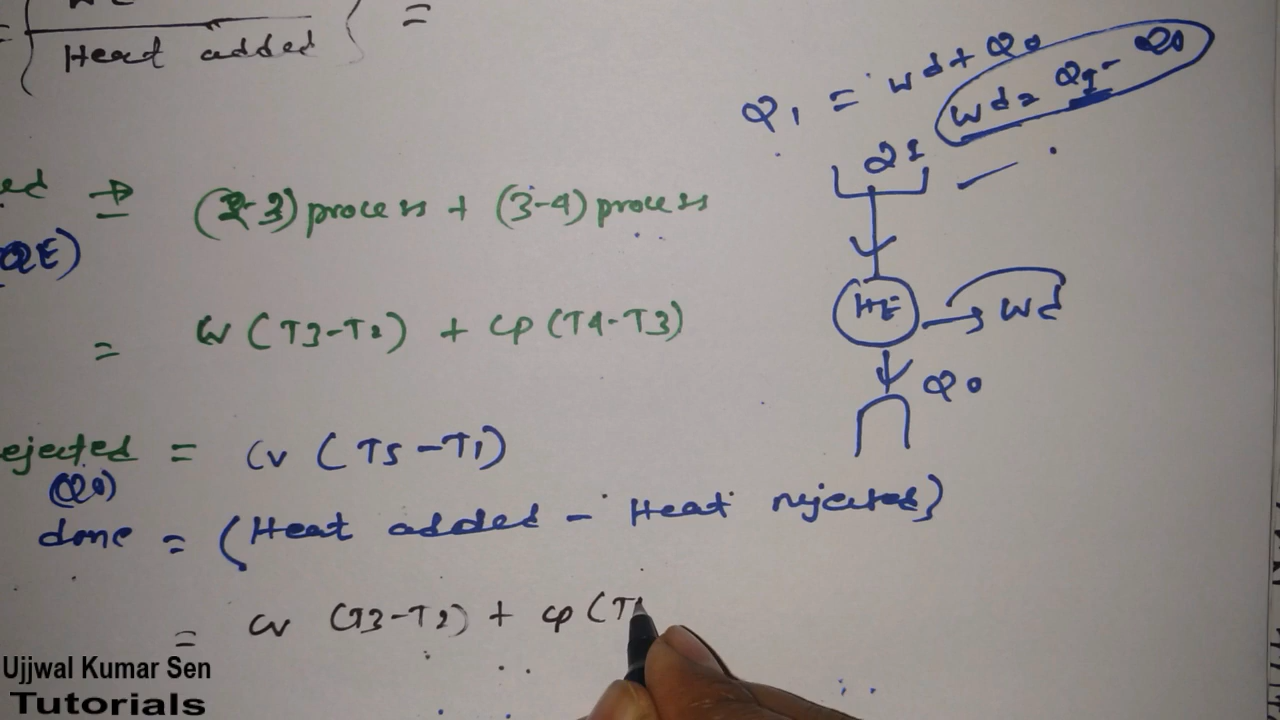 =
Heat added
Q1 = wd + Q0
wd = Q1 - Q0
Q1
⇒ (2-3) process + (3-4) process
HE → wd
= cv (T3-T2) + cp (T4-T3)
Q0
ejected = cv (T5-T1)
(Q0)
done = (Heat added - Heat rejected)
= cv (T3-T2) + cp (T
Ujjwal Kumar Sen
Tutorials